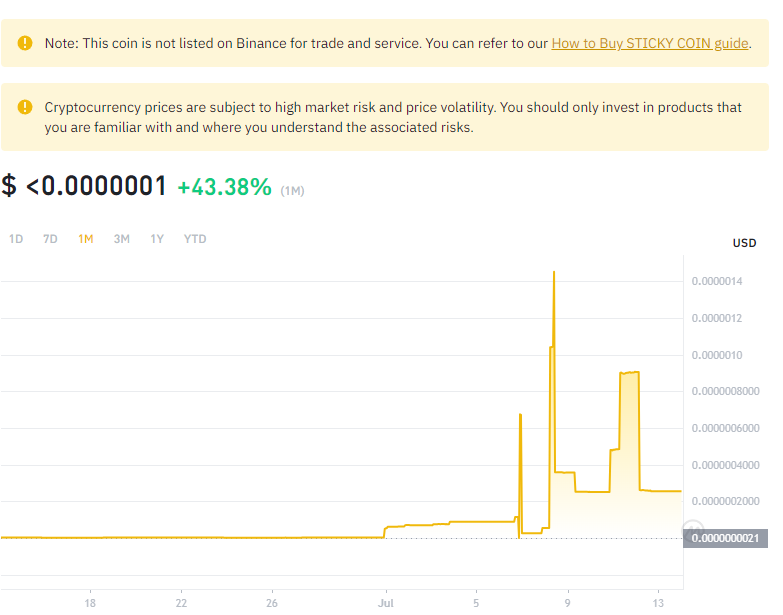 Note: This coin is not listed on Binance for trade and service. You can refer to our How to Buy STICKY COIN guide.
Cryptocurrency prices are subject to high market risk and price volatility. You should only invest in products that
you are familiar with and where you understand the associated risks.
$ <0.0000001 +43.38% (1M)
1D 7D 1M 3M 1Y YTD
USD
0.0000014
0.0000012
0.0000010
0.0000008000
0.0000006000
0.0000004000
0.0000002000
0.0000000021
18 22 26 Jul 5 9 13